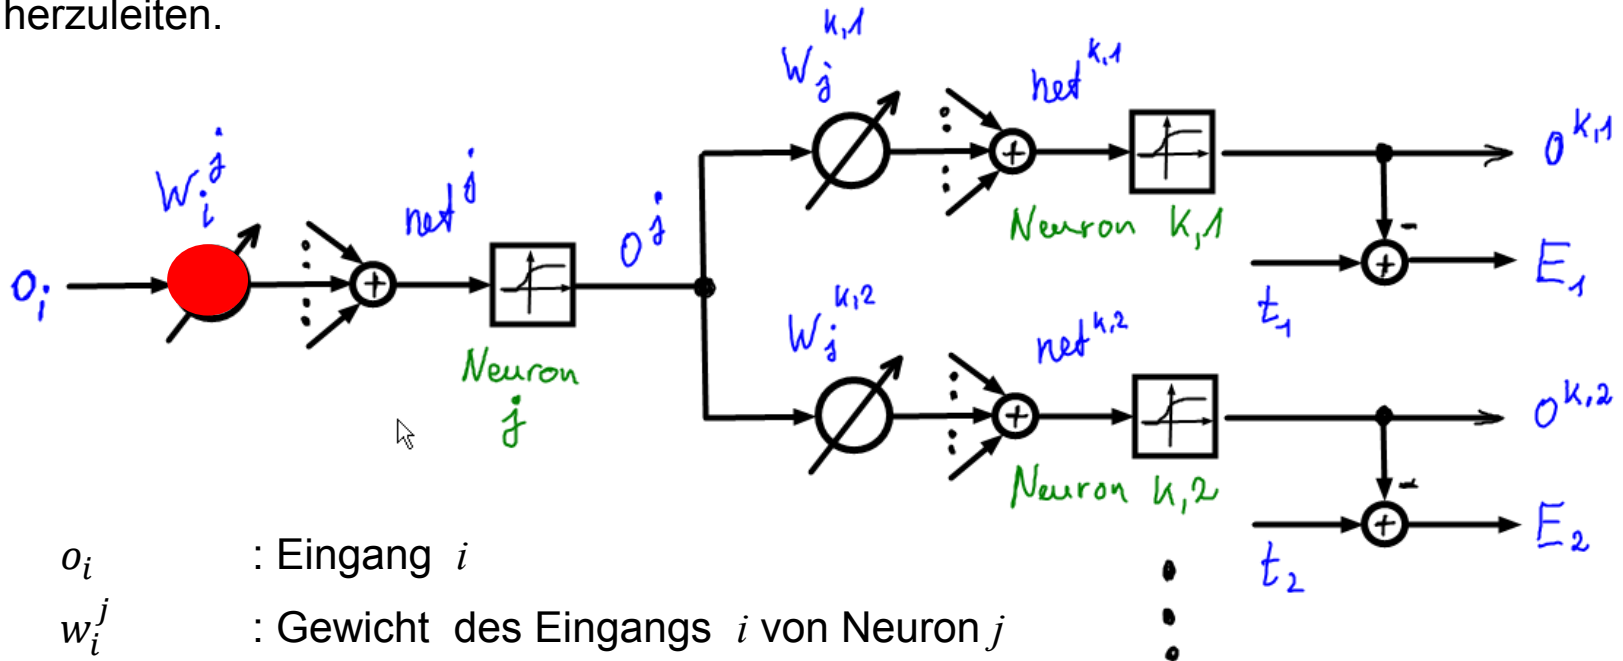 herzuleiten.
w_j^{k,1}
net^{k,1}
o^{k,1}
w_i^j
net^j
o^j
Neuron k,1
o_i
E_1
t_1
w_j^{k,2}
net^{k,2}
Neuron
j
o^{k,2}
Neuron k,2
E_2
t_2
o_i : Eingang i
w_i^j : Gewicht des Eingangs i von Neuron j